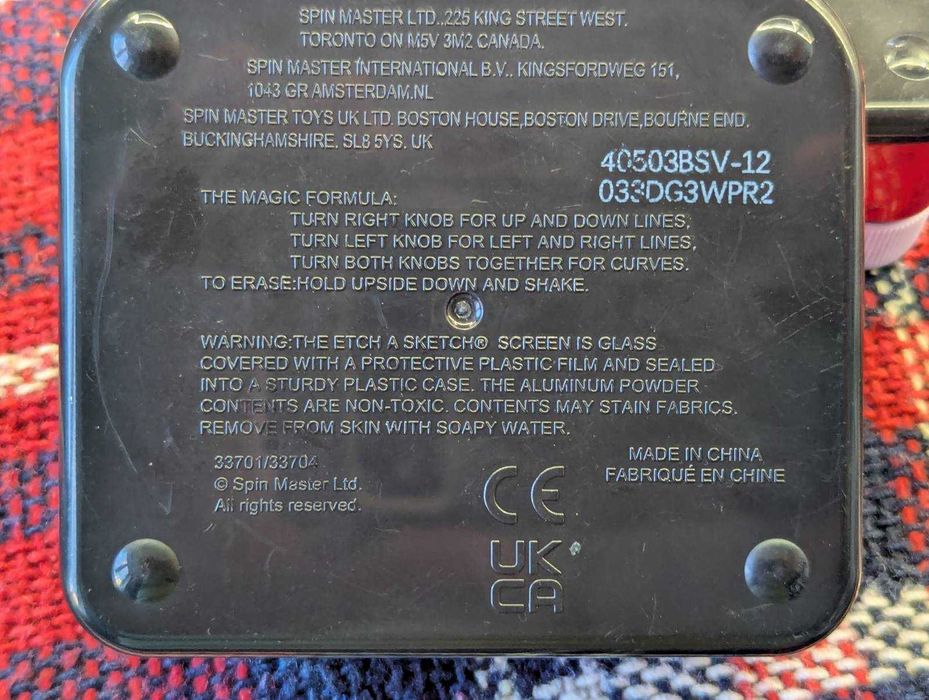 SPIN MASTER LTD.,225 KING STREET WEST,
TORONTO ON M5V 3M2 CANADA.
SPIN MASTER INTERNATIONAL B.V., KINGSFORDWEG 151,
1043 GR AMSTERDAM.NL
SPIN MASTER TOYS UK LTD. BOSTON HOUSE,BOSTON DRIVE,BOURNE END.
BUCKINGHAMSHIRE. SL8 5YS. UK
40503BSV-12
033DG3WPR2
THE MAGIC FORMULA:
TURN RIGHT KNOB FOR UP AND DOWN LINES,
TURN LEFT KNOB FOR LEFT AND RIGHT LINES,
TURN BOTH KNOBS TOGETHER FOR CURVES.
TO ERASE:HOLD UPSIDE DOWN AND SHAKE.
WARNING:THE ETCH A SKETCH® SCREEN IS GLASS
COVERED WITH A PROTECTIVE PLASTIC FILM AND SEALED
INTO A STURDY PLASTIC CASE. THE ALUMINUM POWDER
CONTENTS ARE NON-TOXIC. CONTENTS MAY STAIN FABRICS.
REMOVE FROM SKIN WITH SOAPY WATER.
33701/33704
© Spin Master Ltd.
All rights reserved.
MADE IN CHINA
FABRIQUÉ EN CHINE
CE
UK
CA